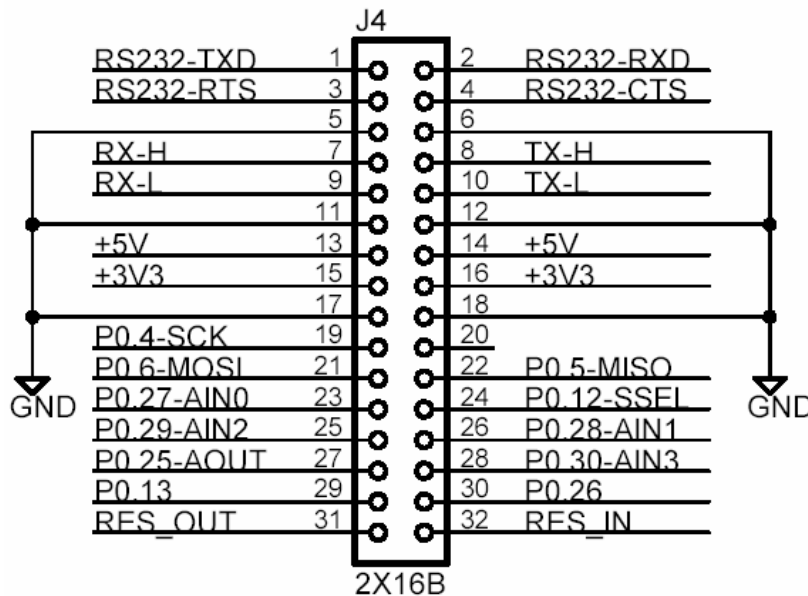 J4
RS232-TXD 1 2 RS232-RXD
RS232-RTS 3 4 RS232-CTS
5 6
RX-H 7 8 TX-H
RX-L 9 10 TX-L
11 12
+5V 13 14 +5V
+3V3 15 16 +3V3
17 18
P0.4-SCK 19 20
P0.6-MOSI 21 22 P0.5-MISO
P0.27-AIN0 23 24 P0.12-SSEL
GND GND
P0.29-AIN2 25 26 P0.28-AIN1
P0.25-AOUT 27 28 P0.30-AIN3
P0.13 29 30 P0.26
RES_OUT 31 32 RES_IN
2X16B